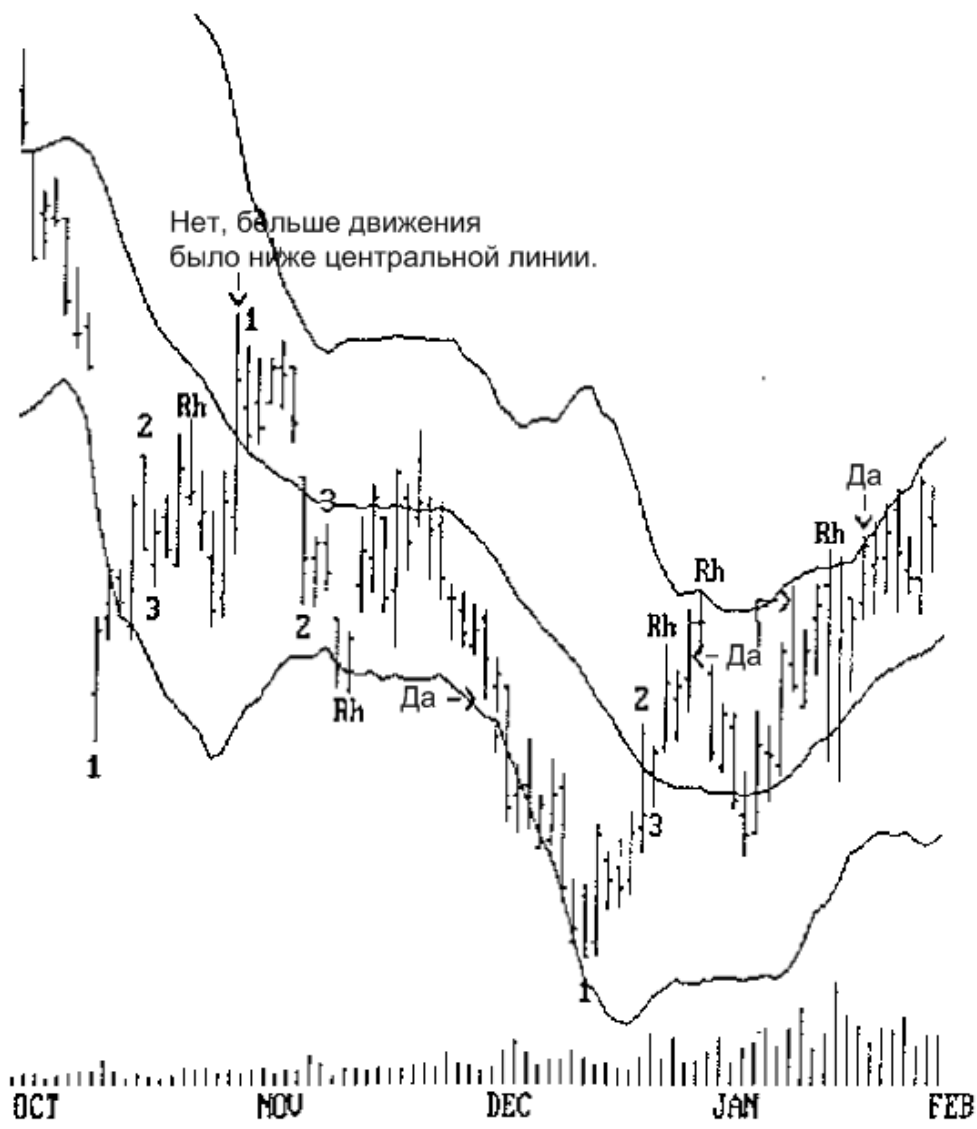 Нет, больше движения
было ниже центральной линии.
1
2
Rh
Да
3
Rh
Rh
3
2
Rh
Да
Rh
Да
2
1
3
1
OCT NOV DEC JAN FEB